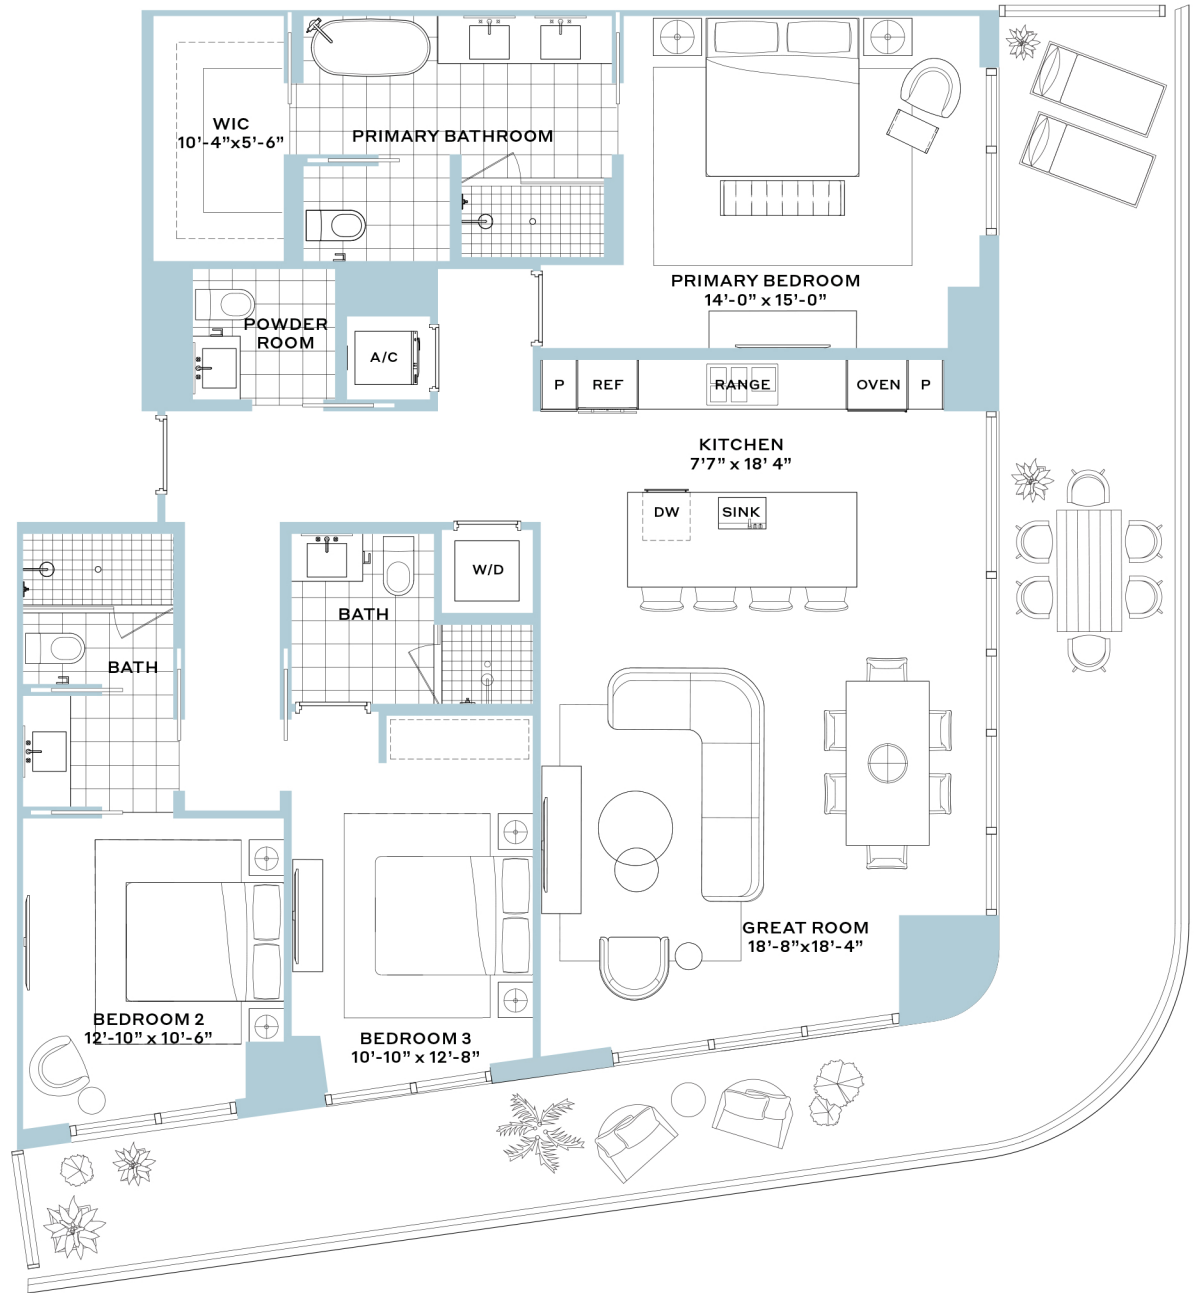 WIC
10’-4”x5’-6”
PRIMARY BATHROOM
PRIMARY BEDROOM
14’-0” x 15’-0”
POWDER
ROOM
A/C
P
REF
RANGE
OVEN
P
KITCHEN
7’7” x 18’ 4”
DW
SINK
W/D
BATH
BATH
GREAT ROOM
18’-8”x18’-4”
BEDROOM 2
12’-10” x 10’-6”
BEDROOM 3
10’-10” x 12’-8”